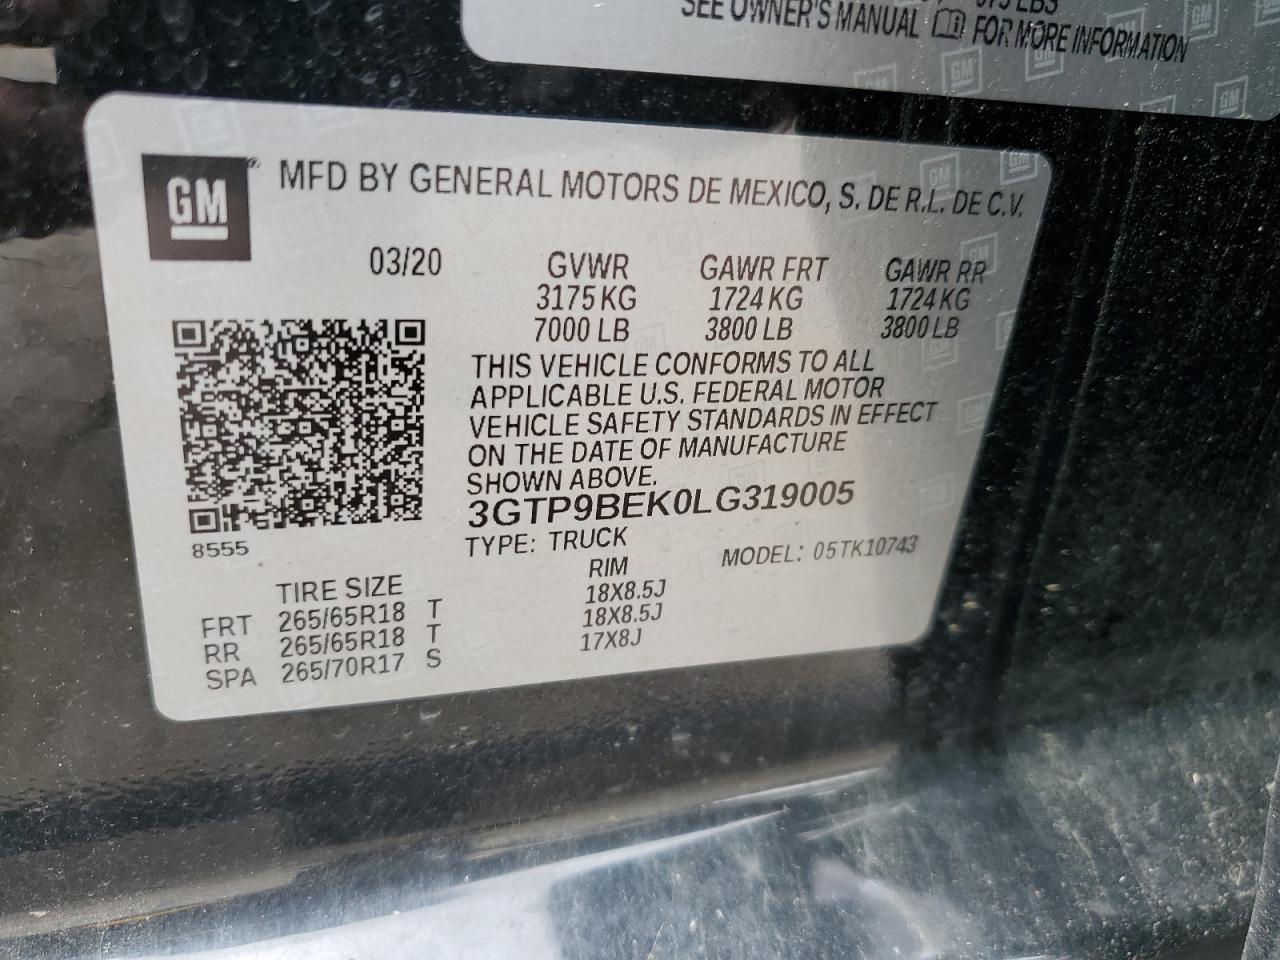 75 LBS
SEE OWNER'S MANUAL FOR MORE INFORMATION
GM MFD BY GENERAL MOTORS DE MEXICO, S. DE R.L. DE C.V.
03/20 GVWR GAWR FRT GAWR RR
3175 KG 1724 KG 1724 KG
7000 LB 3800 LB 3800 LB
THIS VEHICLE CONFORMS TO ALL
APPLICABLE U.S. FEDERAL MOTOR
VEHICLE SAFETY STANDARDS IN EFFECT
ON THE DATE OF MANUFACTURE
SHOWN ABOVE.
3GTP9BEK0LG319005
8555
TYPE: TRUCK MODEL: 05TK10743
TIRE SIZE RIM
FRT 265/65R18 T 18X8.5J
RR 265/65R18 T 18X8.5J
SPA 265/70R17 S 17X8J